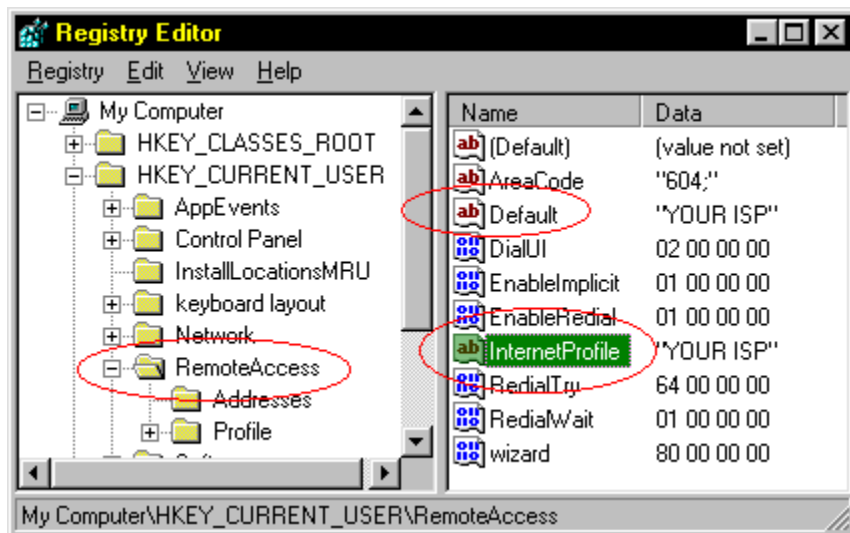 Registry Editor
Registry Edit View Help
My Computer
HKEY_CLASSES_ROOT
HKEY_CURRENT_USER
AppEvents
Control Panel
InstallLocationsMRU
keyboard layout
Network
RemoteAccess
Addresses
Profile
Name Data
(Default) (value not set)
AreaCode "604;"
Default "YOUR ISP"
DialUI 02 00 00 00
EnableImplicit 01 00 00 00
EnableRedial 01 00 00 00
InternetProfile "YOUR ISP"
RedialTry 64 00 00 00
RedialWait 01 00 00 00
wizard 80 00 00 00
My Computer\HKEY_CURRENT_USER\RemoteAccess